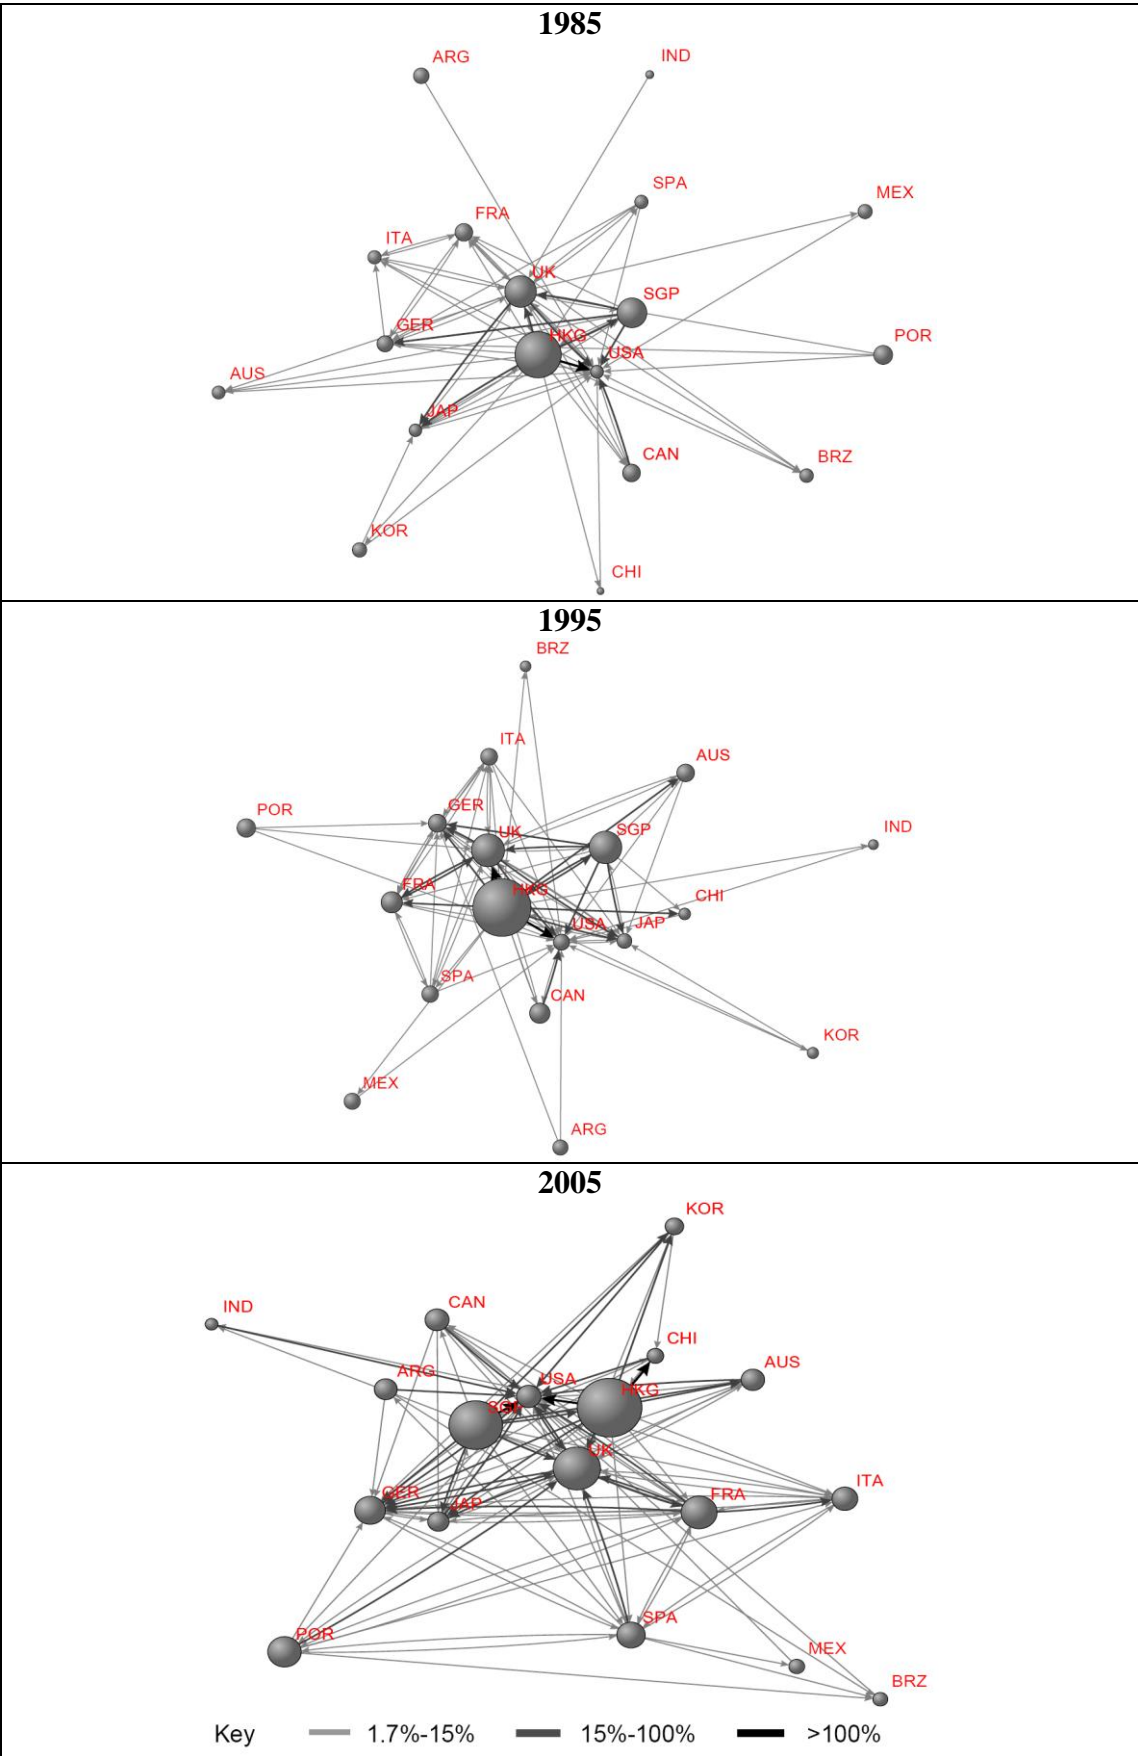 1985
ARG
IND
SPA
MEX
FRA
ITA
UK
SGP
GER
HKG
USA
POR
AUS
JAP
CAN
BRZ
KOR
CHI
1995
BRZ
ITA
AUS
POR
GER
UK
SGP
IND
FRA
HKG
CHI
USA
JAP
SPA
CAN
KOR
MEX
ARG
2005
KOR
IND
CAN
CHI
ARG
USA
HKG
AUS
SGP
UK
GER
JAP
FRA
ITA
POR
SPA
MEX
BRZ
Key 1.7%-15% 15%-100% >100%